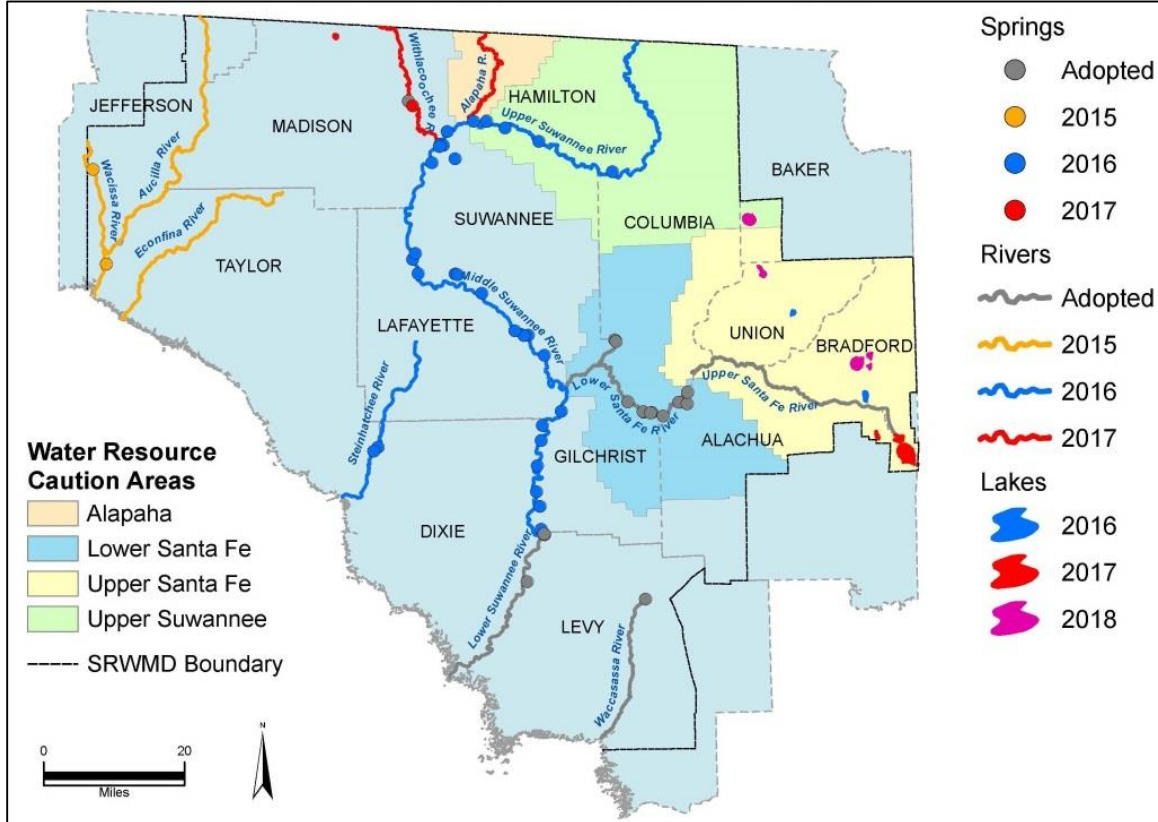 JEFFERSON
MADISON
HAMILTON
BAKER
TAYLOR
SUWANNEE
COLUMBIA
LAFAYETTE
UNION
BRADFORD
GILCHRIST
ALACHUA
DIXIE
LEVY
Wacissa River
Aucilla River
Econfina River
Withlacoochee R.
Alapaha R.
Upper Suwannee River
Middle Suwannee River
Steinhatchee River
Lower
Santa Fe River
Upper Santa Fe River
Lower Suwannee River
Waccasassa River
Water Resource
Caution Areas
Alapaha
Lower Santa Fe
Upper Santa Fe
Upper Suwannee
SRWMD Boundary
0 20
Miles
N
Springs
Adopted
2015
2016
2017
Rivers
Adopted
2015
2016
2017
Lakes
2016
2017
2018